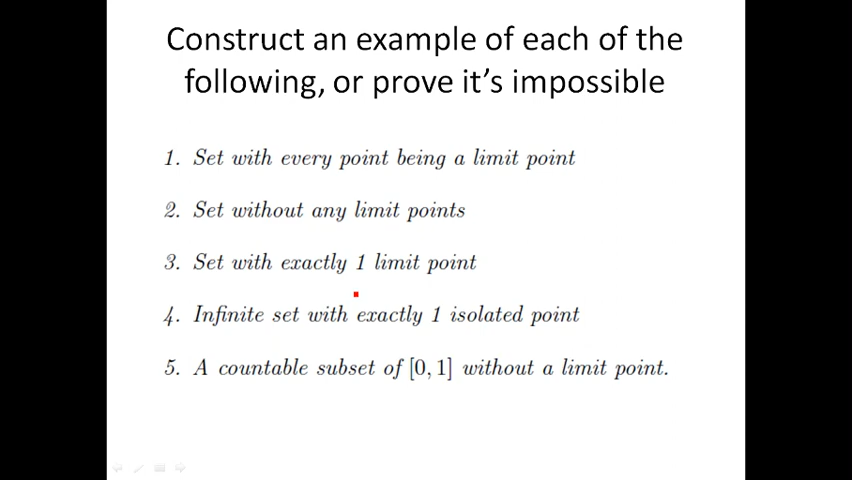 Construct an example of each of the
following, or prove it's impossible
1. Set with every point being a limit point
2. Set without any limit points
3. Set with exactly 1 limit point
4. Infinite set with exactly 1 isolated point
5. A countable subset of [0, 1] without a limit point.